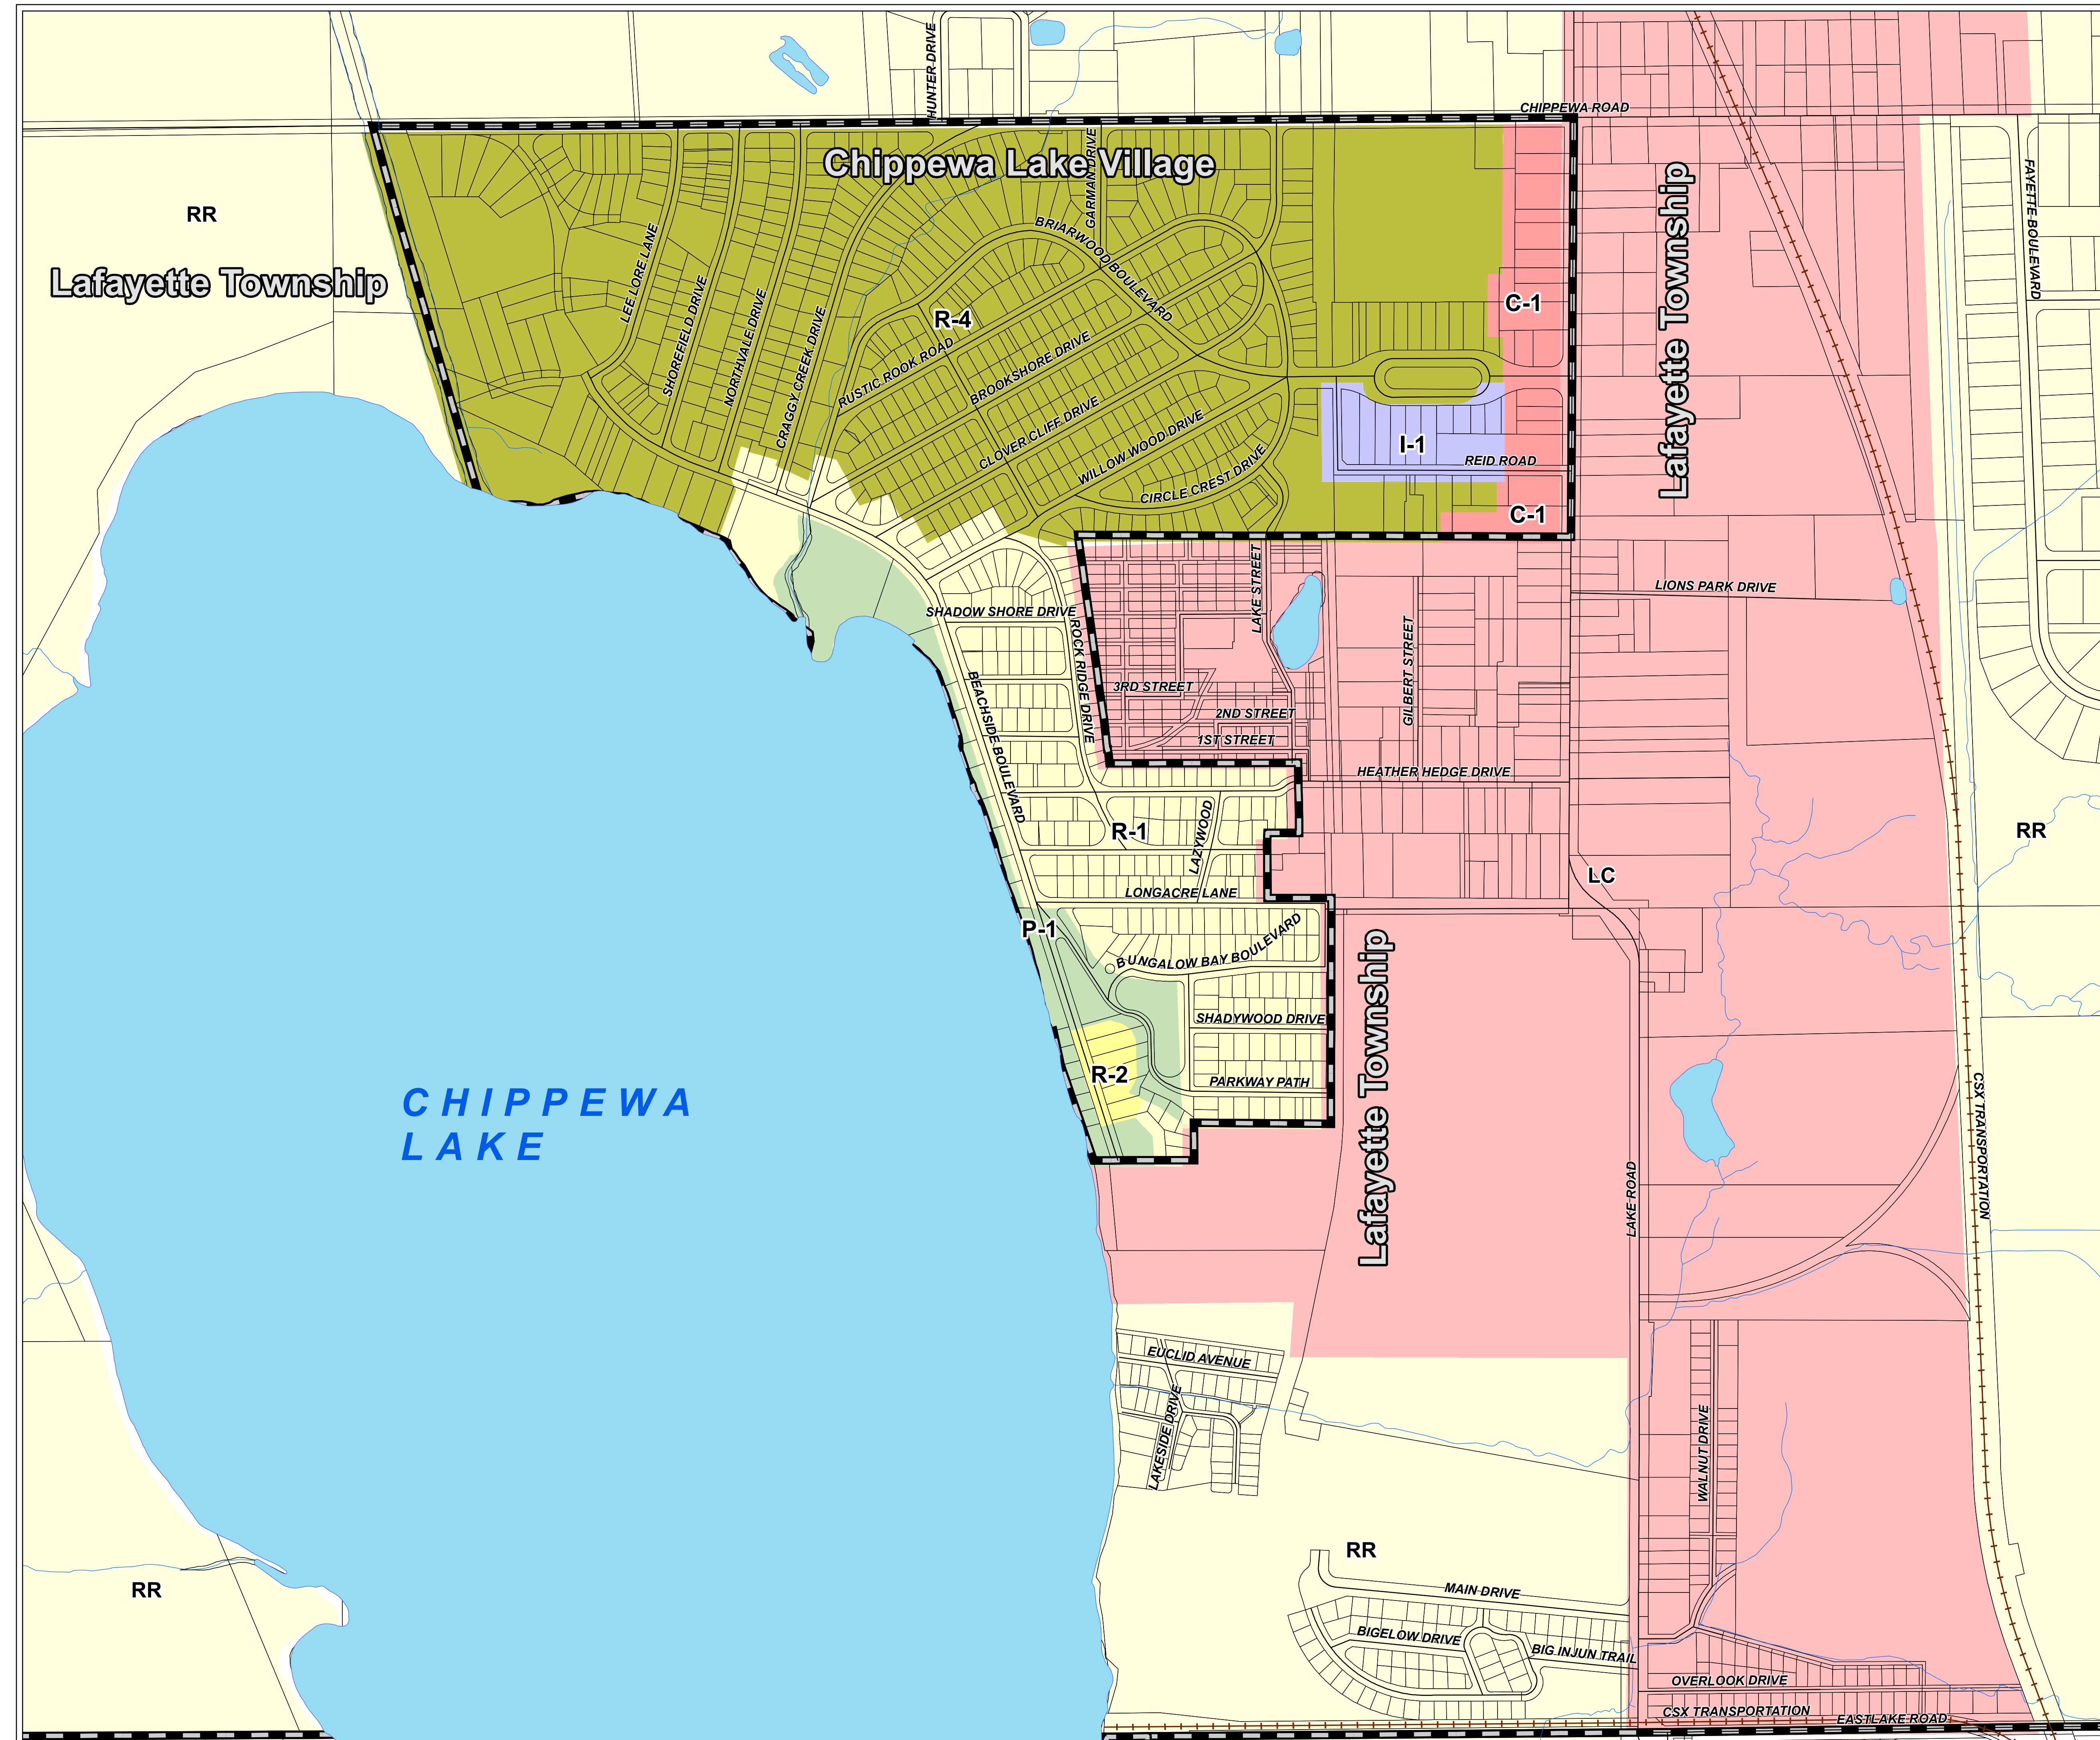 HUNTER DRIVE
CHIPPEWA ROAD
Chippewa Lake Village
GARMAN DRIVE
Lafayette Township
FAYETTE BOULEVARD
RR
Lafayette Township
LEE LORE LANE
SHOREFIELD DRIVE
NORTHVALE DRIVE
CRAGGY CREEK DRIVE
R-4
BRIARWOOD BOULEVARD
RUSTIC ROOK ROAD
BROOKSHORE DRIVE
CLOVER CLIFF DRIVE
WILLOW WOOD DRIVE
CIRCLE CREST DRIVE
C-1
I-1
REID ROAD
C-1
LAKE STREET
LIONS PARK DRIVE
SHADOW SHORE DRIVE
ROCK RIDGE DRIVE
GILBERT STREET
3RD STREET
2ND STREET
1ST STREET
BEACHSIDE BOULEVARD
HEATHER HEDGE DRIVE
R-1
LAZYWOOD
RR
LC
LONGACRE LANE
P-1
BUNGALOW BAY BOULEVARD
Lafayette Township
SHADYWOOD DRIVE
R-2
PARKWAY PATH
CHIPPEWA
LAKE
CSX TRANSPORTATION
LAKE ROAD
EUCLID AVENUE
LAKESIDE DRIVE
WALNUT DRIVE
RR
RR
MAIN DRIVE
BIGELOW DRIVE
BIG INJUN TRAIL
OVERLOOK DRIVE
CSX TRANSPORTATION
EASTLAKE ROAD